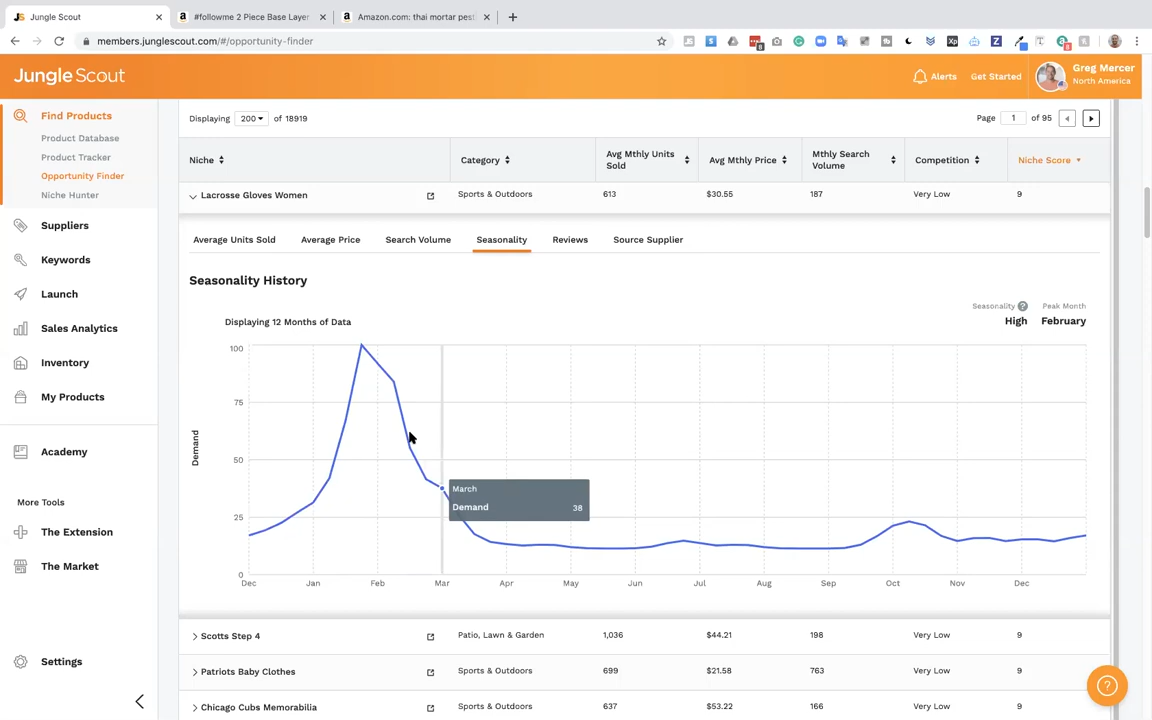 Jungle Scout
#followme 2 Piece Base Layer
Amazon.com: thai mortar pest
members.junglescout.com/#/opportunity-finder
Jungle Scout
Alerts
Get Started
Greg Mercer
North America
Find Products
Product Database
Product Tracker
Opportunity Finder
Niche Hunter
Suppliers
Keywords
Launch
Sales Analytics
Inventory
My Products
Academy
More Tools
The Extension
The Market
Settings
Displaying 200 of 18919
Page 1 of 95
Niche Category Avg Mthly Units Sold Avg Mthly Price Mthly Search Volume Competition Niche Score
Lacrosse Gloves Women Sports & Outdoors 613 $30.55 187 Very Low 9
Average Units Sold Average Price Search Volume Seasonality Reviews Source Supplier
Seasonality History
Seasonality ? Peak Month
High February
Displaying 12 Months of Data
100
75
50
25
0
Demand
March
Demand 38
Dec Jan Feb Mar Apr May Jun Jul Aug Sep Oct Nov Dec
Scotts Step 4 Patio, Lawn & Garden 1,036 $44.21 198 Very Low 9
Patriots Baby Clothes Sports & Outdoors 699 $21.58 763 Very Low 9
Chicago Cubs Memorabilia Sports & Outdoors 637 $53.22 166 Very Low 9
?